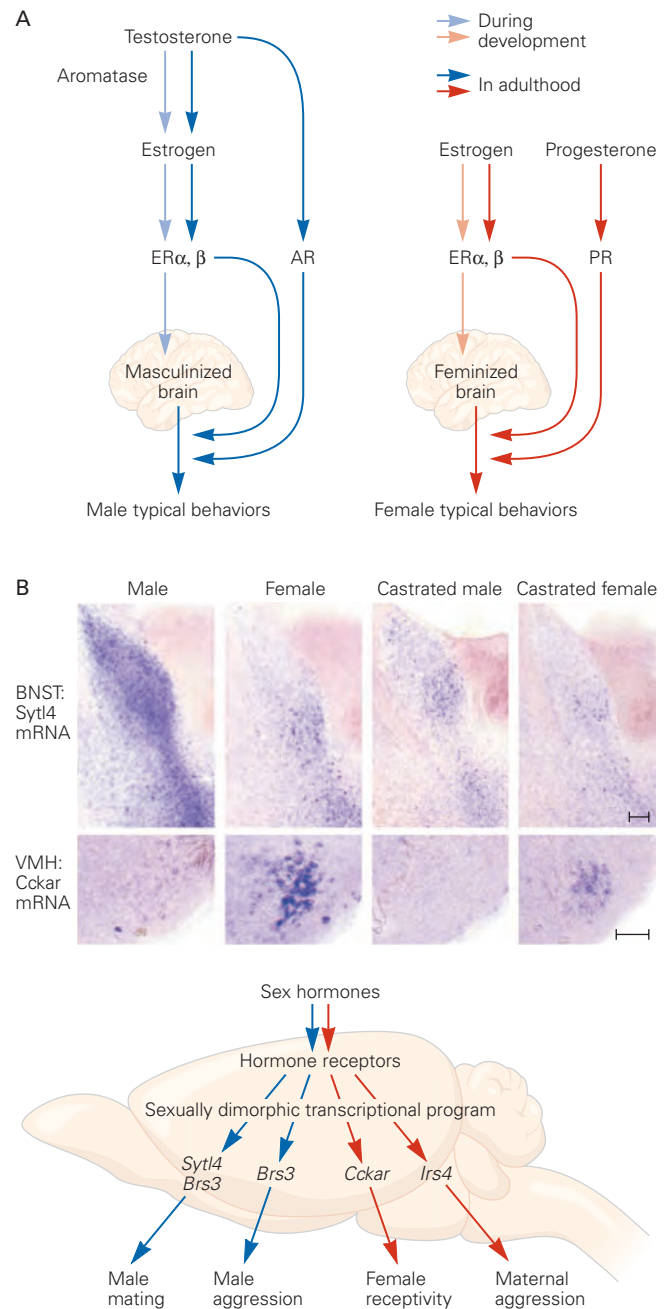 A
Testosterone
During
development
Aromatase
In adulthood
Estrogen
Estrogen
Progesterone
ERα, β
AR
ERα, β
PR
Masculinized
brain
Feminized
brain
Male typical behaviors
Female typical behaviors
B
Male
Female
Castrated male
Castrated female
BNST:
Sytl4
mRNA
VMH:
Cckar
mRNA
Sex hormones
Hormone receptors
Sexually dimorphic transcriptional program
Sytl4
Brs3
Brs3
Cckar
Irs4
Male
mating
Male
aggression
Female
receptivity
Maternal
aggression